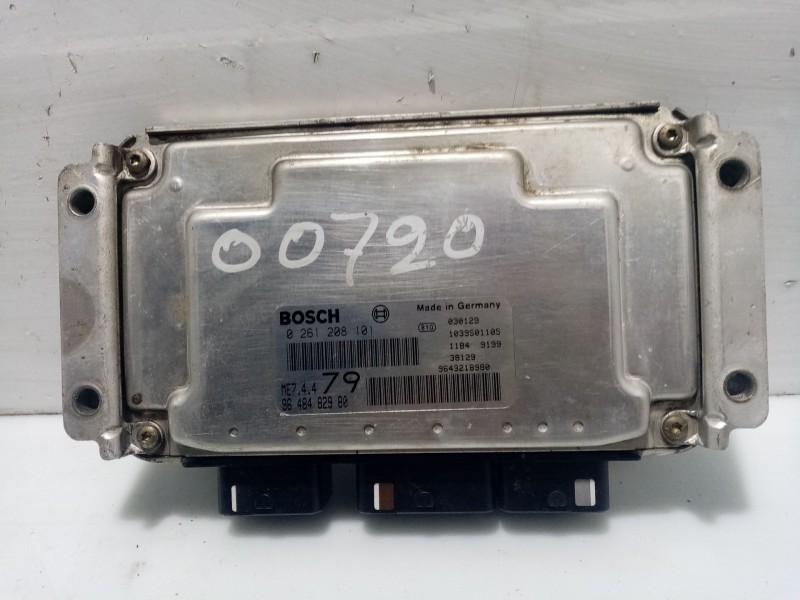 00720
BOSCH
0 261 208 101
ME7.4.4 79
96 484 829 80
Made in Germany
030129
1039S01105
1184 9199
39129
9643218980